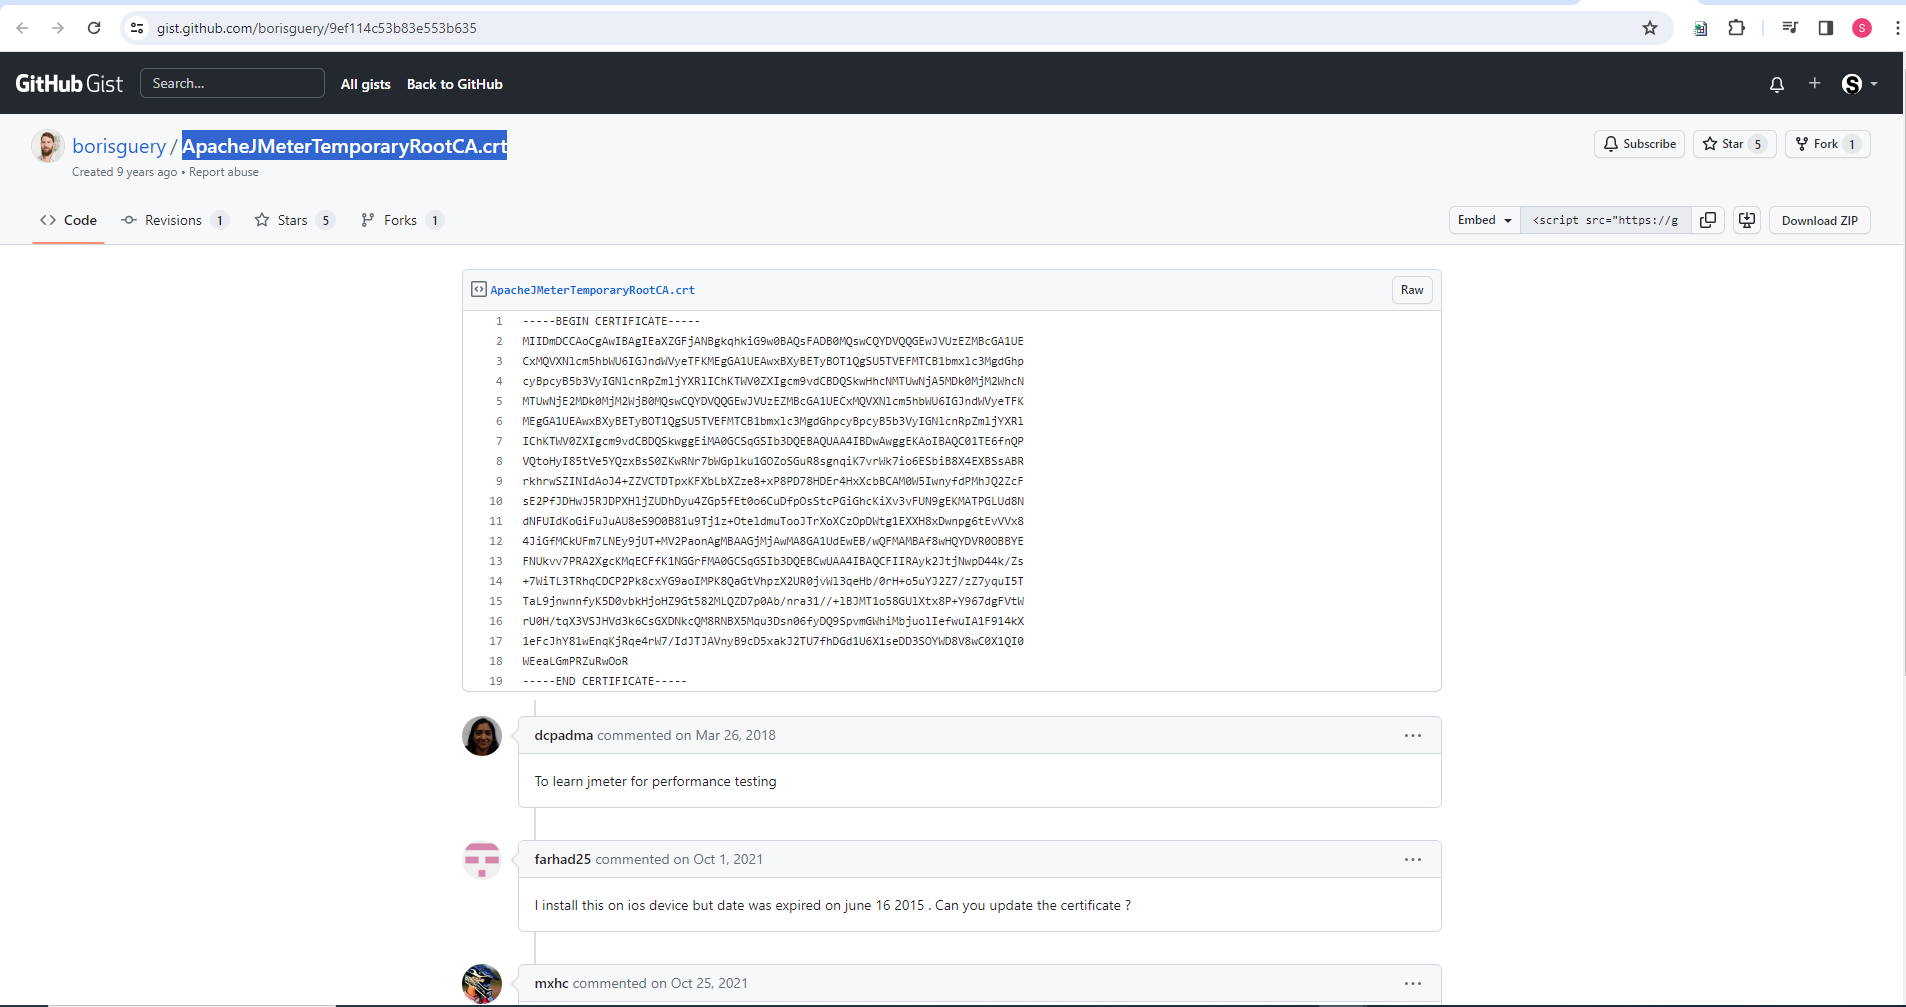 gist.github.com/borisguery/9ef114c53b83e553b635
S
GitHub Gist
Search...
All gists
Back to GitHub
borisguery / ApacheJMeterTemporaryRootCA.crt
Created 9 years ago • Report abuse
Subscribe
Star 5
Fork 1
Code
Revisions 1
Stars 5
Forks 1
Embed
<script src="https://g
Download ZIP
ApacheJMeterTemporaryRootCA.crt
Raw
1 -----BEGIN CERTIFICATE-----
2 MIIDmDCCAoCgAwIBAgIEaXZGFjANBgkqhkiG9w0BAQsFADB0MQswCQYDVQQGEwJVUzEZMBcGA1UE
3 CxMQVXNlcm5hbWU6IGJndWVyeTFKMEgGA1UEAwxBXyBETyBOT1QgSU5TVEFMTCB1bmxlc3MgdGhp
4 cyBpcyB5b3VyIGNlcnRpZmljYXRlIChKTWV0ZXIgcm9vdCBDQSkwHhcNMTUwNjA5MDk0MjM2WhcN
5 MTUwNjE2MDk0MjM2WjB0MQswCQYDVQQGEwJVUzEZMBcGA1UECxMQVXNlcm5hbWU6IGJndWVyeTFK
6 MEgGA1UEAwxBXyBETyBOT1QgSU5TVEFMTCB1bmxlc3MgdGhpcyBpcyB5b3VyIGNlcnRpZmljYXRl
7 IChKTWV0ZXIgcm9vdCBDQSkwggEiMA0GCSqGSIb3DQEBAQUAA4IBDwAwggEKAoIBAQC01TE6fnQP
8 VQtoHyI85tVe5YQzxBsS0ZKwRNr7bWGplku1GOZoSGuR8sgnqiK7vrWk7io6ESbiB8X4EXBSsABR
9 rkhrwSZINIdAoJ4+ZZVCTDTpxKFXbLbXZze8+xP8PD78HDEr4HxXcbBCAM0W5IwnyfdPMhJQ2ZcF
10 sE2PfJDHwJ5RJDPXHljZUDhDyu4ZGp5fEt0o6CuDfpOsStcPGiGhcKiXv3vFUN9gEKMATPGLUd8N
11 dNFUIdKoGiFuJuAU8eS9O0B81u9Tj1z+OteldmuTooJTrXoXCzOpDWtg1EXXH8xDwnpg6tEvVVx8
12 4JiGfMCkUFm7LNEy9jUT+MV2PaonAgMBAAGjMjAwMA8GA1UdEwEB/wQFMAMBAf8wHQYDVR0OBBYE
13 FNUkvv7PRA2XgcKMqECFfK1NGGrFMA0GCSqGSIb3DQEBCwUAA4IBAQCFIIRAyk2JtjNwpD44k/Zs
14 +7WiTL3TRhqCDCP2Pk8cxYG9aoIMPK8QaGtVhpzX2UR0jvWl3qeHb/0rH+o5uYJ2Z7/zZ7yquI5T
15 TaL9jnwnnfyK5D0vbkHjoHZ9Gt582MLQZD7p0Ab/nra31//+lBJMT1o58GUlXtx8P+Y967dgFVtW
16 rU0H/tqX3VSJHVd3k6CsGXDNkcQM8RNBX5Mqu3Dsn06fyDQ9SpvmGWhiMbjuolIefwuIA1F914kX
17 1eFcJhY81wEnqKjRqe4rW7/IdJTJAVnyB9cD5xakJ2TU7fhDGd1U6X1seDD3SOYWD8V8wC0X1QI0
18 WEeaLGmPRZuRwOoR
19 -----END CERTIFICATE-----
dcpadma commented on Mar 26, 2018
To learn jmeter for performance testing
farhad25 commented on Oct 1, 2021
I install this on ios device but date was expired on june 16 2015 . Can you update the certificate ?
mxhc commented on Oct 25, 2021